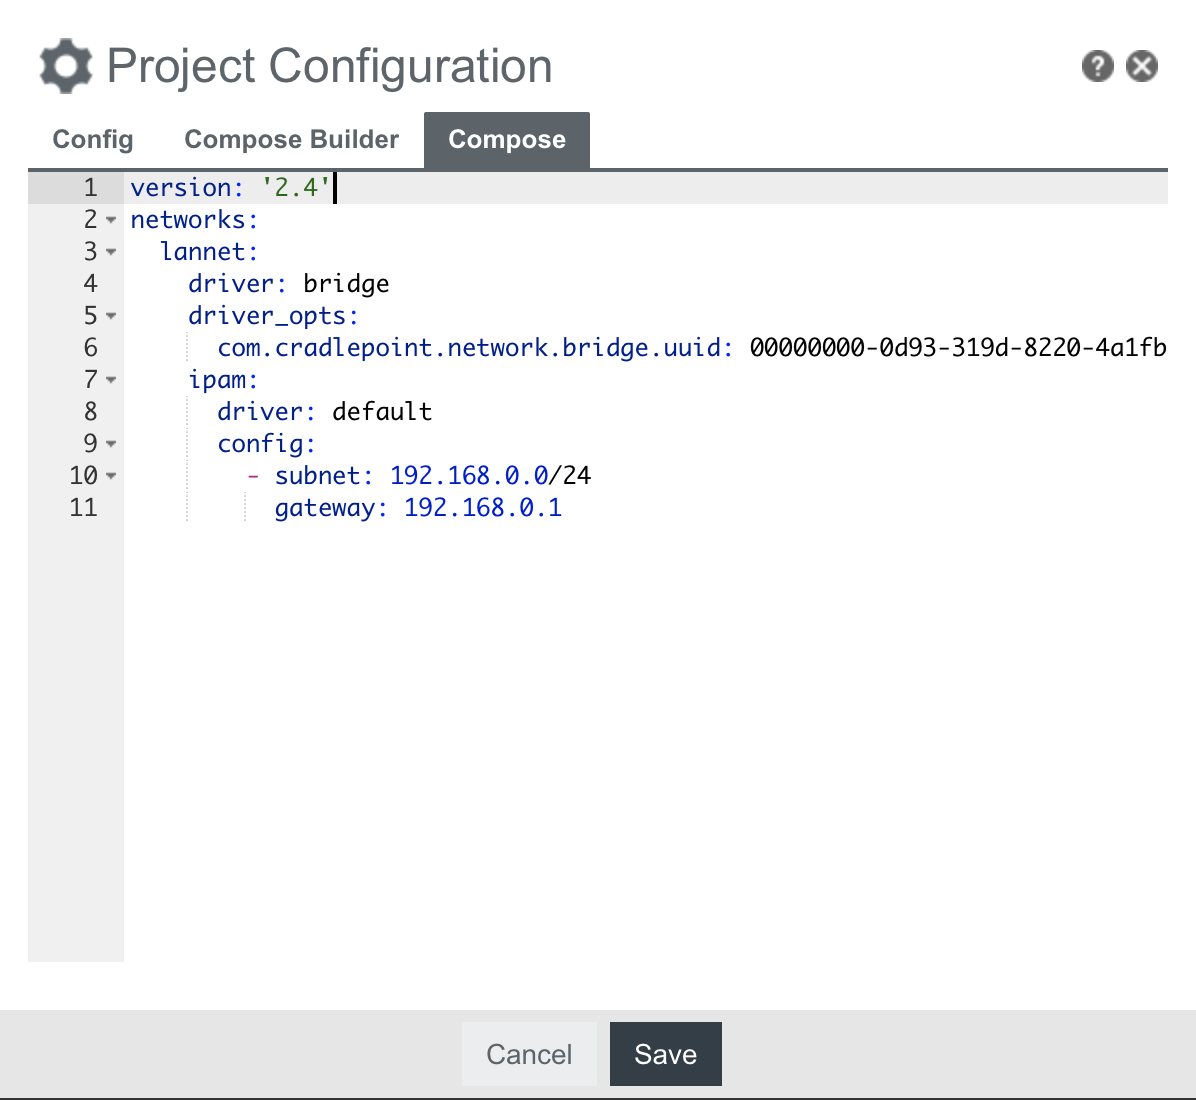 Project Configuration
Config Compose Builder Compose
1 version: '2.4'
2 networks:
3 lannet:
4 driver: bridge
5 driver_opts:
6 com.cradlepoint.network.bridge.uuid: 00000000-0d93-319d-8220-4a1fb
7 ipam:
8 driver: default
9 config:
10 - subnet: 192.168.0.0/24
11 gateway: 192.168.0.1
Cancel Save